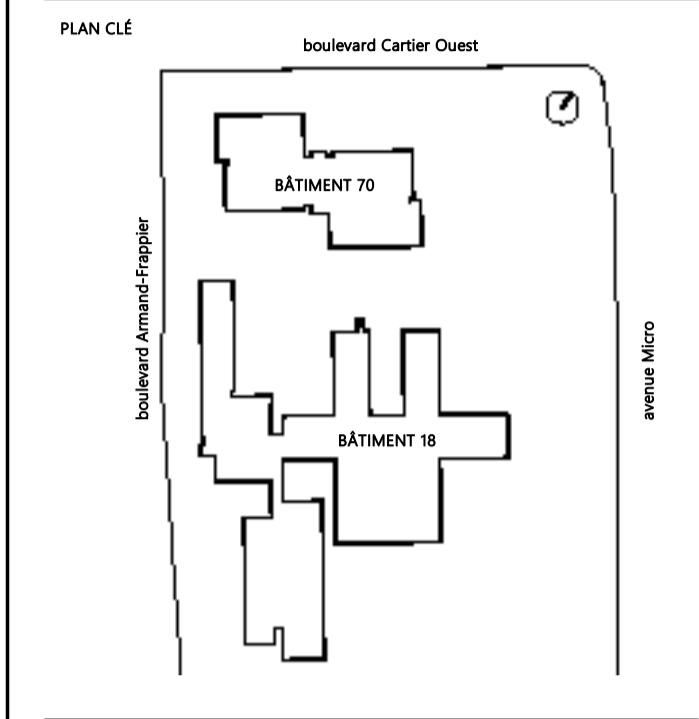 PLAN CLÉ
boulevard Cartier Ouest
BÂTIMENT 70
boulevard Armand-Frappier
avenue Micro
BÂTIMENT 18